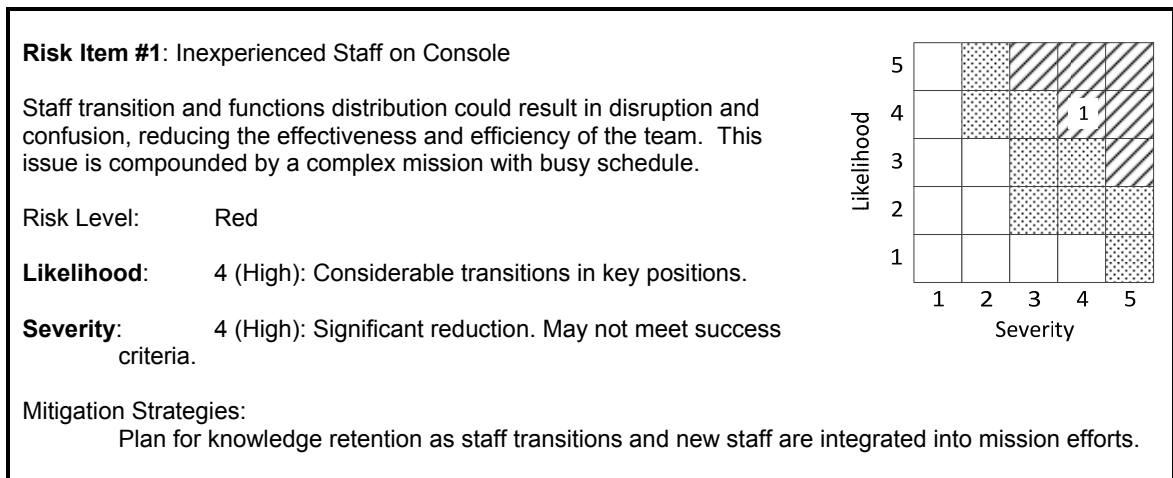 Risk Item #1: Inexperienced Staff on Console
Staff transition and functions distribution could result in disruption and
confusion, reducing the effectiveness and efficiency of the team.  This
issue is compounded by a complex mission with busy schedule.
Risk Level: Red
Likelihood: 4 (High): Considerable transitions in key positions.
Severity: 4 (High): Significant reduction. May not meet success
criteria.
Mitigation Strategies:
Plan for knowledge retention as staff transitions and new staff are integrated into mission efforts.
Likelihood
5
4 1
3
2
1
1 2 3 4 5
Severity